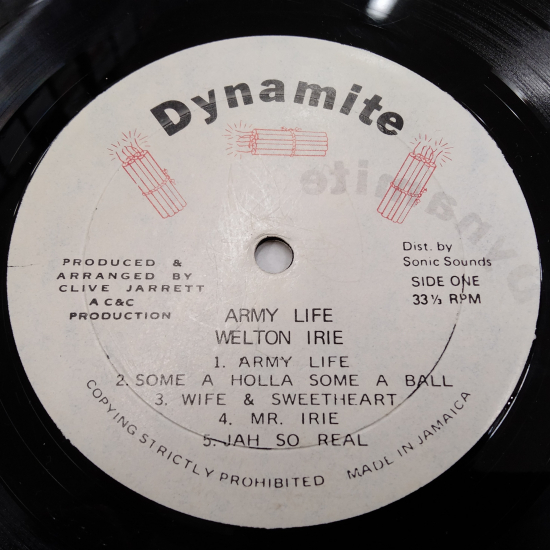 Dynamite
PRODUCED &
ARRANGED BY
CLIVE JARRETT
A C&C
PRODUCTION
Dist. by
Sonic Sounds
SIDE ONE
33⅓ RPM
ARMY LIFE
WELTON IRIE
1. ARMY LIFE
2. SOME A HOLLA SOME A BALL
3. WIFE & SWEETHEART
4. MR. IRIE
5. JAH SO REAL
COPYING STRICTLY PROHIBITED MADE IN JAMAICA